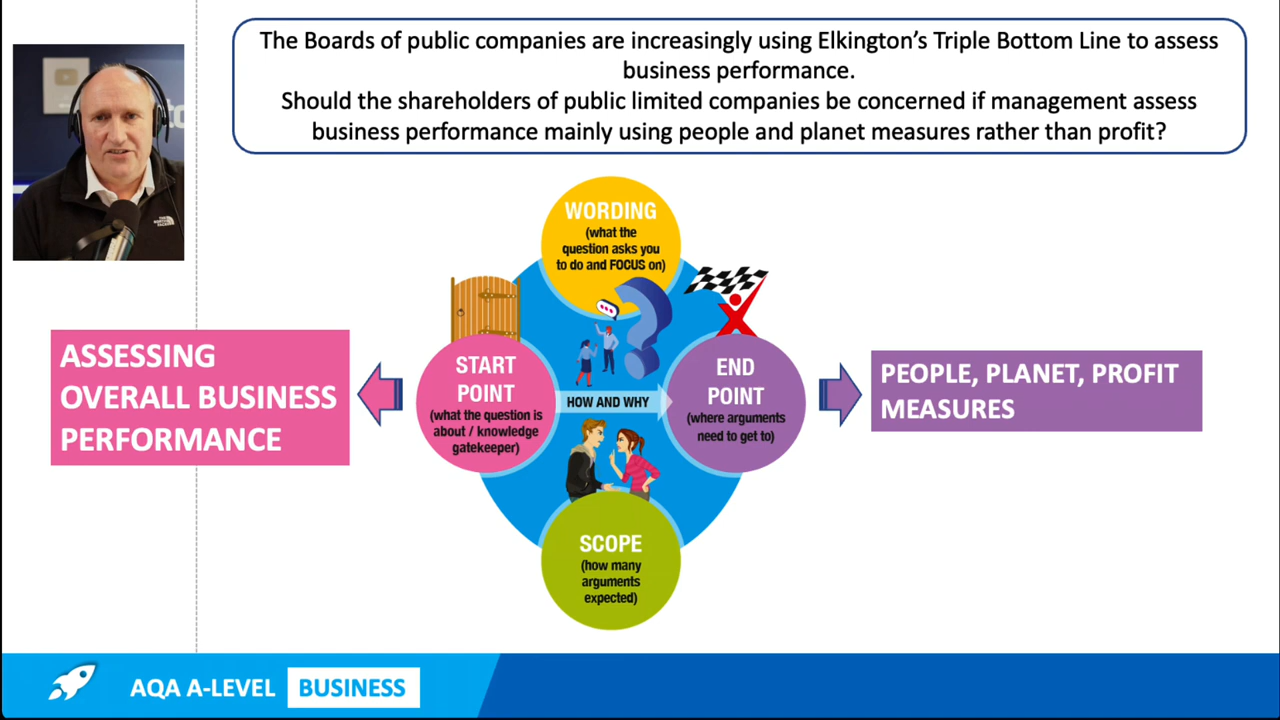 The Boards of public companies are increasingly using Elkington’s Triple Bottom Line to assess
business performance.
Should the shareholders of public limited companies be concerned if management assess
business performance mainly using people and planet measures rather than profit?
WORDING
(what the
question asks you
to do and FOCUS on)
ASSESSING
OVERALL BUSINESS
PERFORMANCE
START
POINT
(what the question is
about / knowledge
gatekeeper)
HOW AND WHY
END
POINT
(where arguments
need to get to)
PEOPLE, PLANET, PROFIT
MEASURES
SCOPE
(how many
arguments
expected)
AQA A-LEVEL BUSINESS